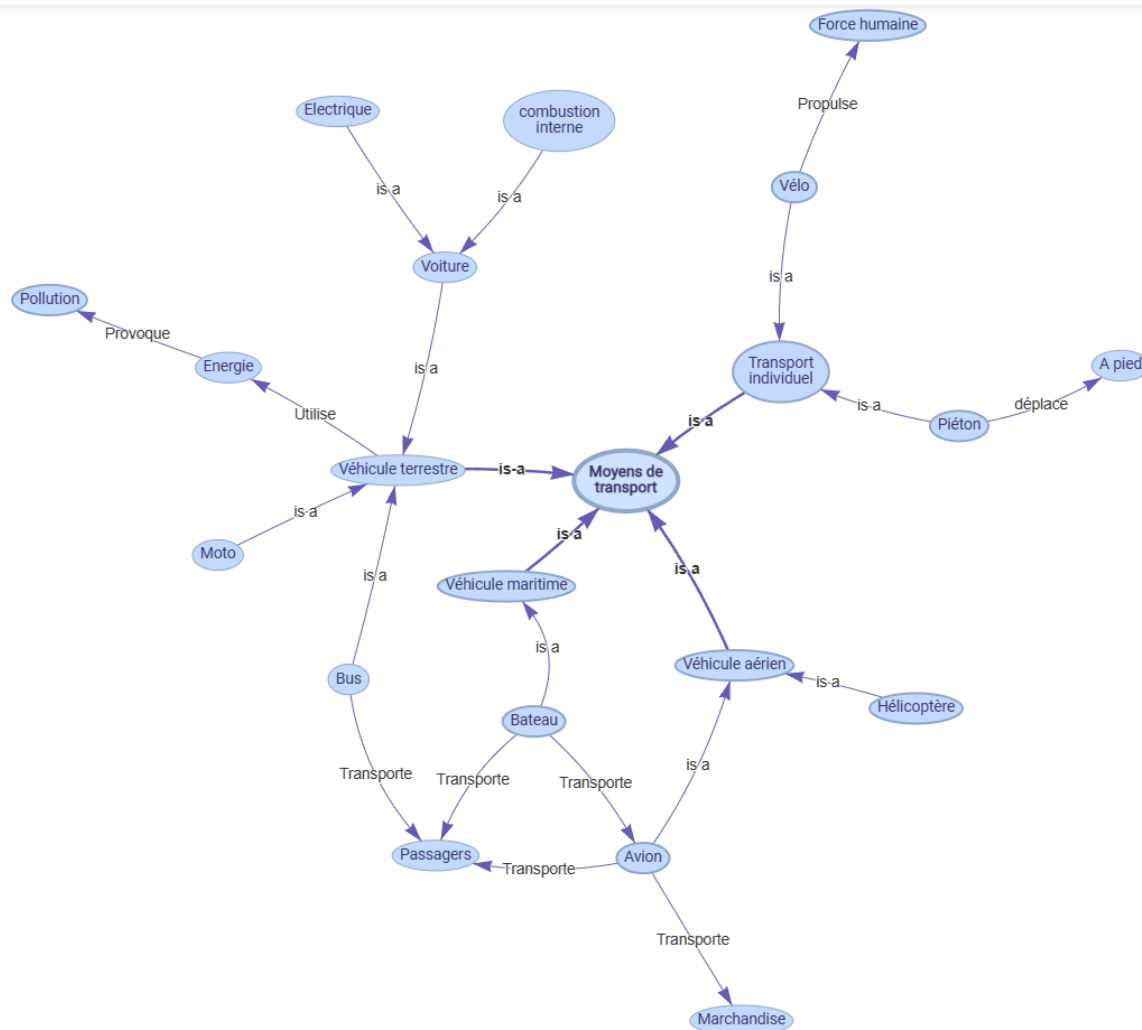 Force humaine
Electrique
combustion
interne
Propulse
is a
is a
Vélo
Voiture
is a
Pollution
Provoque
Energie
is a
Transport
individuel
A pied
Utilise
is a
déplace
Piéton
is a
Véhicule terrestre
is-a
Moyens de
transport
is a
Moto
is a
is a
is a
Véhicule maritime
is a
Bus
Véhicule aérien
is a
Hélicoptère
Bateau
Transporte
Transporte
Transporte
is a
Passagers
Transporte
Avion
Transporte
Marchandise